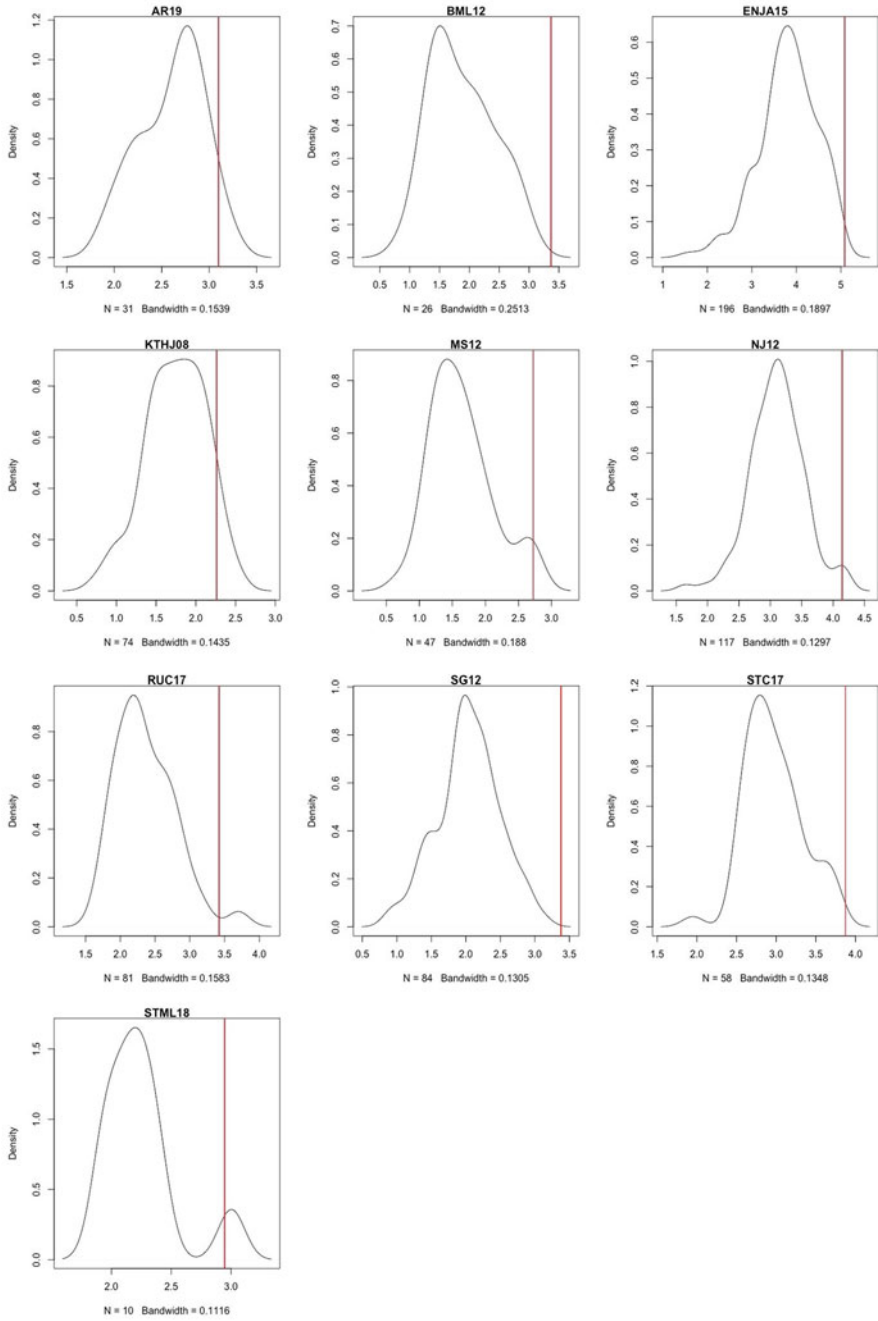 AR19 BML12 ENJA15
1.2
1.0
0.8
0.6
0.4
0.2
0.0
Density
1.5 2.0 2.5 3.0 3.5
N = 31 Bandwidth = 0.1539
0.7
0.6
0.5
0.4
0.3
0.2
0.1
0.0
Density
0.5 1.0 1.5 2.0 2.5 3.0 3.5
N = 26 Bandwidth = 0.2513
0.6
0.5
0.4
0.3
0.2
0.1
0.0
Density
1 2 3 4 5
N = 196 Bandwidth = 0.1897
KTHJ08 MS12 NJ12
0.8
0.6
0.4
0.2
0.0
Density
0.5 1.0 1.5 2.0 2.5 3.0
N = 74 Bandwidth = 0.1435
0.8
0.6
0.4
0.2
0.0
Density
0.5 1.0 1.5 2.0 2.5 3.0
N = 47 Bandwidth = 0.188
1.0
0.8
0.6
0.4
0.2
0.0
Density
1.5 2.0 2.5 3.0 3.5 4.0 4.5
N = 117 Bandwidth = 0.1297
RUC17 SG12 STC17
0.8
0.6
0.4
0.2
0.0
Density
1.5 2.0 2.5 3.0 3.5 4.0
N = 81 Bandwidth = 0.1583
1.0
0.8
0.6
0.4
0.2
0.0
Density
0.5 1.0 1.5 2.0 2.5 3.0 3.5
N = 84 Bandwidth = 0.1305
1.2
1.0
0.8
0.6
0.4
0.2
0.0
Density
1.5 2.0 2.5 3.0 3.5 4.0
N = 58 Bandwidth = 0.1348
STML18
1.5
1.0
0.5
0.0
Density
2.0 2.5 3.0
N = 10 Bandwidth = 0.1116